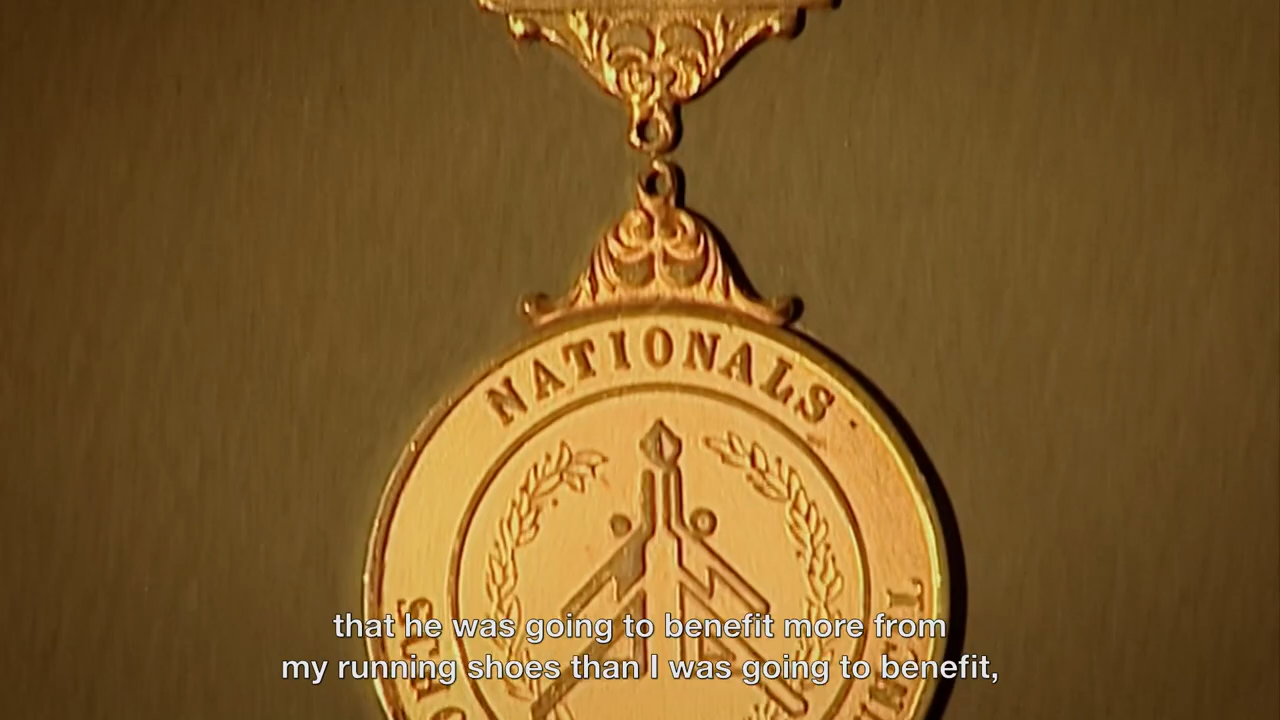 NATIONALS
that he was going to benefit more from
my running shoes than I was going to benefit,